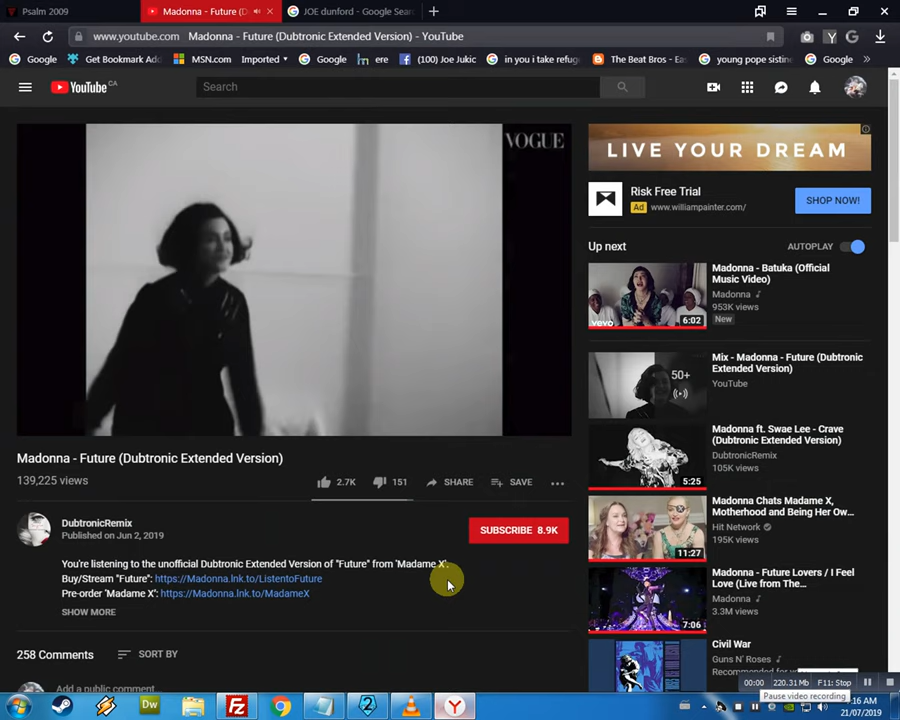 Psalm 2009
Madonna - Future (D
JOE dunford - Google Sear
www.youtube.com Madonna - Future (Dubtronic Extended Version) - YouTube
Google
Get Bookmark Add
MSN.com
Imported
Google
ere
(100) Joe Jukic
in you i take refug
The Beat Bros - Ea
young pope sistin
Google
YouTube CA
Search
VOGUE
LIVE YOUR DREAM
Risk Free Trial
Ad www.williampainter.com/
SHOP NOW!
Up next
AUTOPLAY
Madonna - Batuka (Official
Music Video)
Madonna
953K views
New
vevo
6:02
Mix - Madonna - Future (Dubtronic
Extended Version)
YouTube
50+
Madonna ft. Swae Lee - Crave
(Dubtronic Extended Version)
DubtronicRemix
105K views
5:25
Madonna Chats Madame X,
Motherhood and Being Her Ow...
Hit Network
195K views
11:27
Madonna - Future Lovers / I Feel
Love (Live from The...
Madonna
3.3M views
7:06
Civil War
Guns N' Roses
Recommended for
Madonna - Future (Dubtronic Extended Version)
139,225 views
2.7K
151
SHARE
SAVE
DubtronicRemix
Published on Jun 2, 2019
SUBSCRIBE 8.9K
You're listening to the unofficial Dubtronic Extended Version of "Future" from 'Madame X'.
Buy/Stream "Future": https://Madonna.lnk.to/ListentoFuture
Pre-order 'Madame X': https://Madonna.lnk.to/MadameX
SHOW MORE
258 Comments
SORT BY
Add a public comment...
00:00
220.31 Mb
F11: Stop
Pause video recording
Dw
Fz
:16 AM
21/07/2019